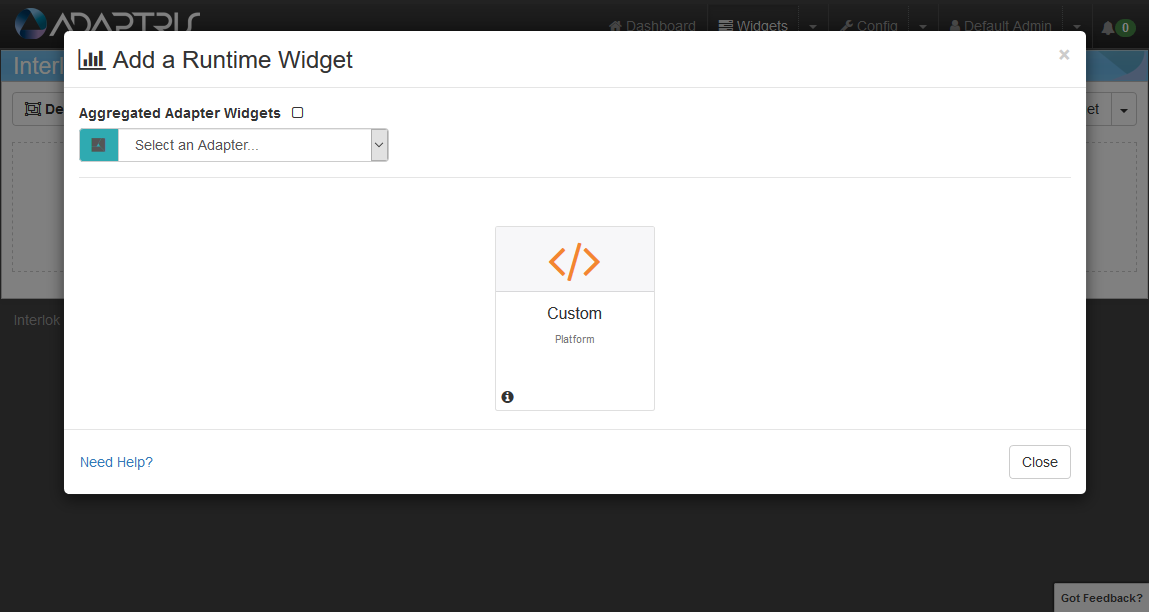 ADAPTRIS
Dashboard Widgets Config Default Admin 0
Add a Runtime Widget ×
Interl
Aggregated Adapter Widgets
De
et
Select an Adapter...
</>
Custom
Interlok
Platform
Need Help? Close
Got Feedback?